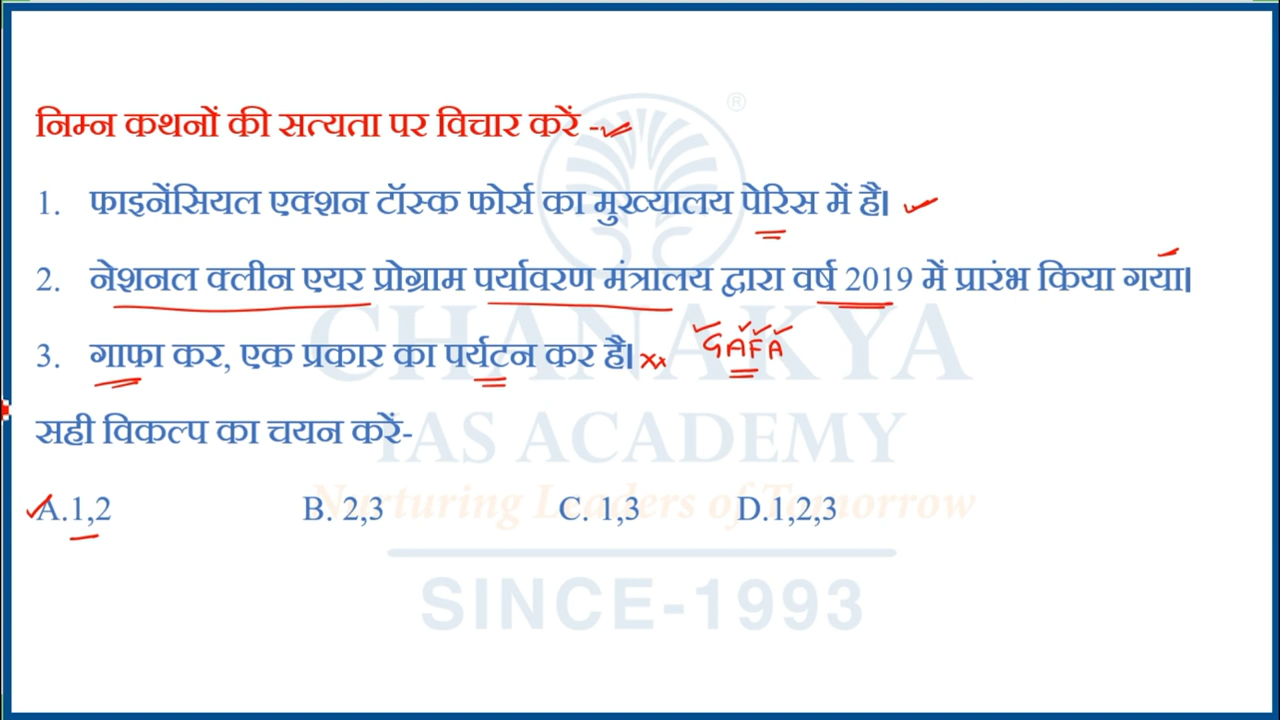 निम्न कथनों की सत्यता पर विचार करें -
1. फाइनेंसियल एक्शन टॉस्क फोर्स का मुख्यालय पेरिस में है।
2. नेशनल क्लीन एयर प्रोग्राम पर्यावरण मंत्रालय द्वारा वर्ष 2019 में प्रारंभ किया गया।
3. गाफा कर, एक प्रकार का पर्यटन कर है। xx GAFA
सही विकल्प का चयन करें-
A.1,2 B. 2,3 C. 1,3 D.1,2,3
®
CHANAKYA
IAS ACADEMY
Nurturing Leaders of Tomorrow
SINCE-1993